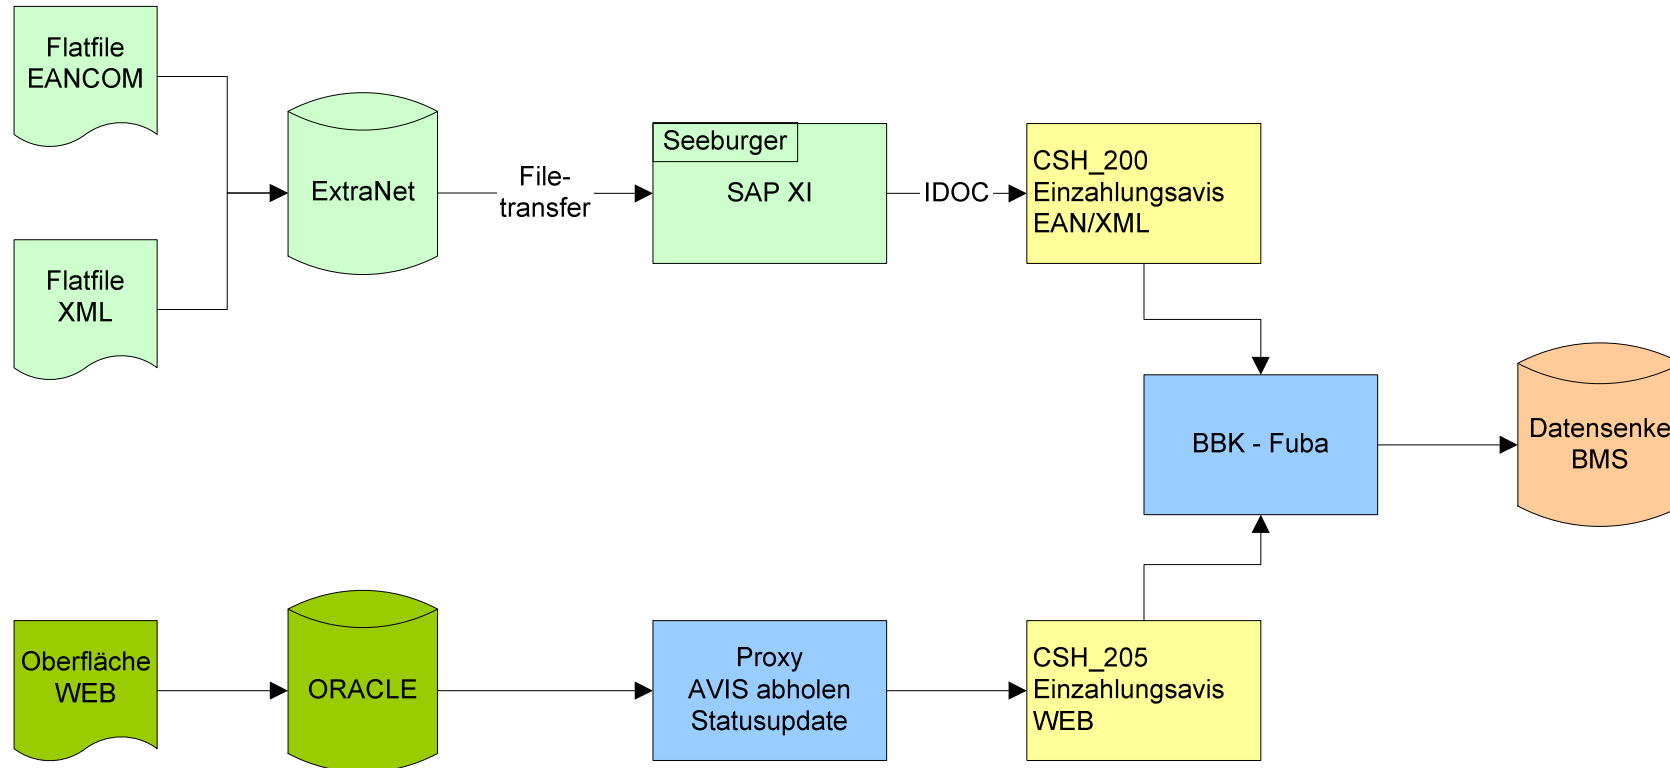 Flatfile
EANCOM
Flatfile
XML
ExtraNet
File-
transfer
Seeburger
SAP XI
IDOC
CSH_200
Einzahlungsavis
EAN/XML
BBK - Fuba
Datensenke
BMS
Oberfläche
WEB
ORACLE
Proxy
AVIS abholen
Statusupdate
CSH_205
Einzahlungsavis
WEB